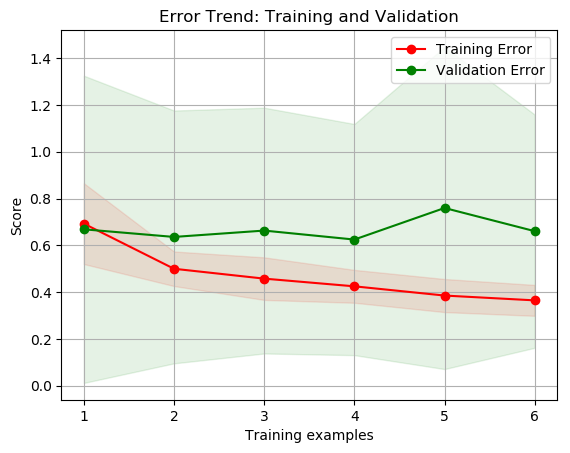 Error Trend: Training and Validation
Training Error
Validation Error
1.4
1.2
1.0
0.8
0.6
0.4
0.2
0.0
Score
1 2 3 4 5 6
Training examples